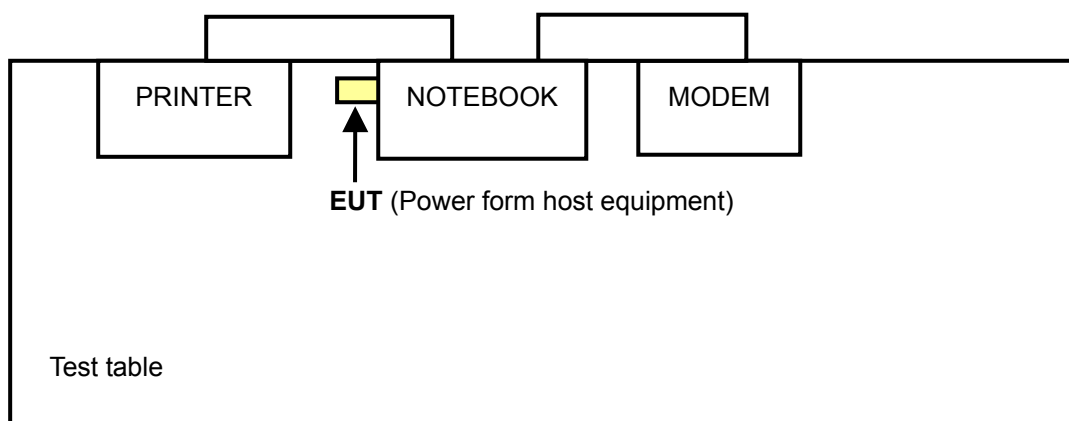 PRINTER
NOTEBOOK
MODEM
EUT (Power form host equipment)
Test table